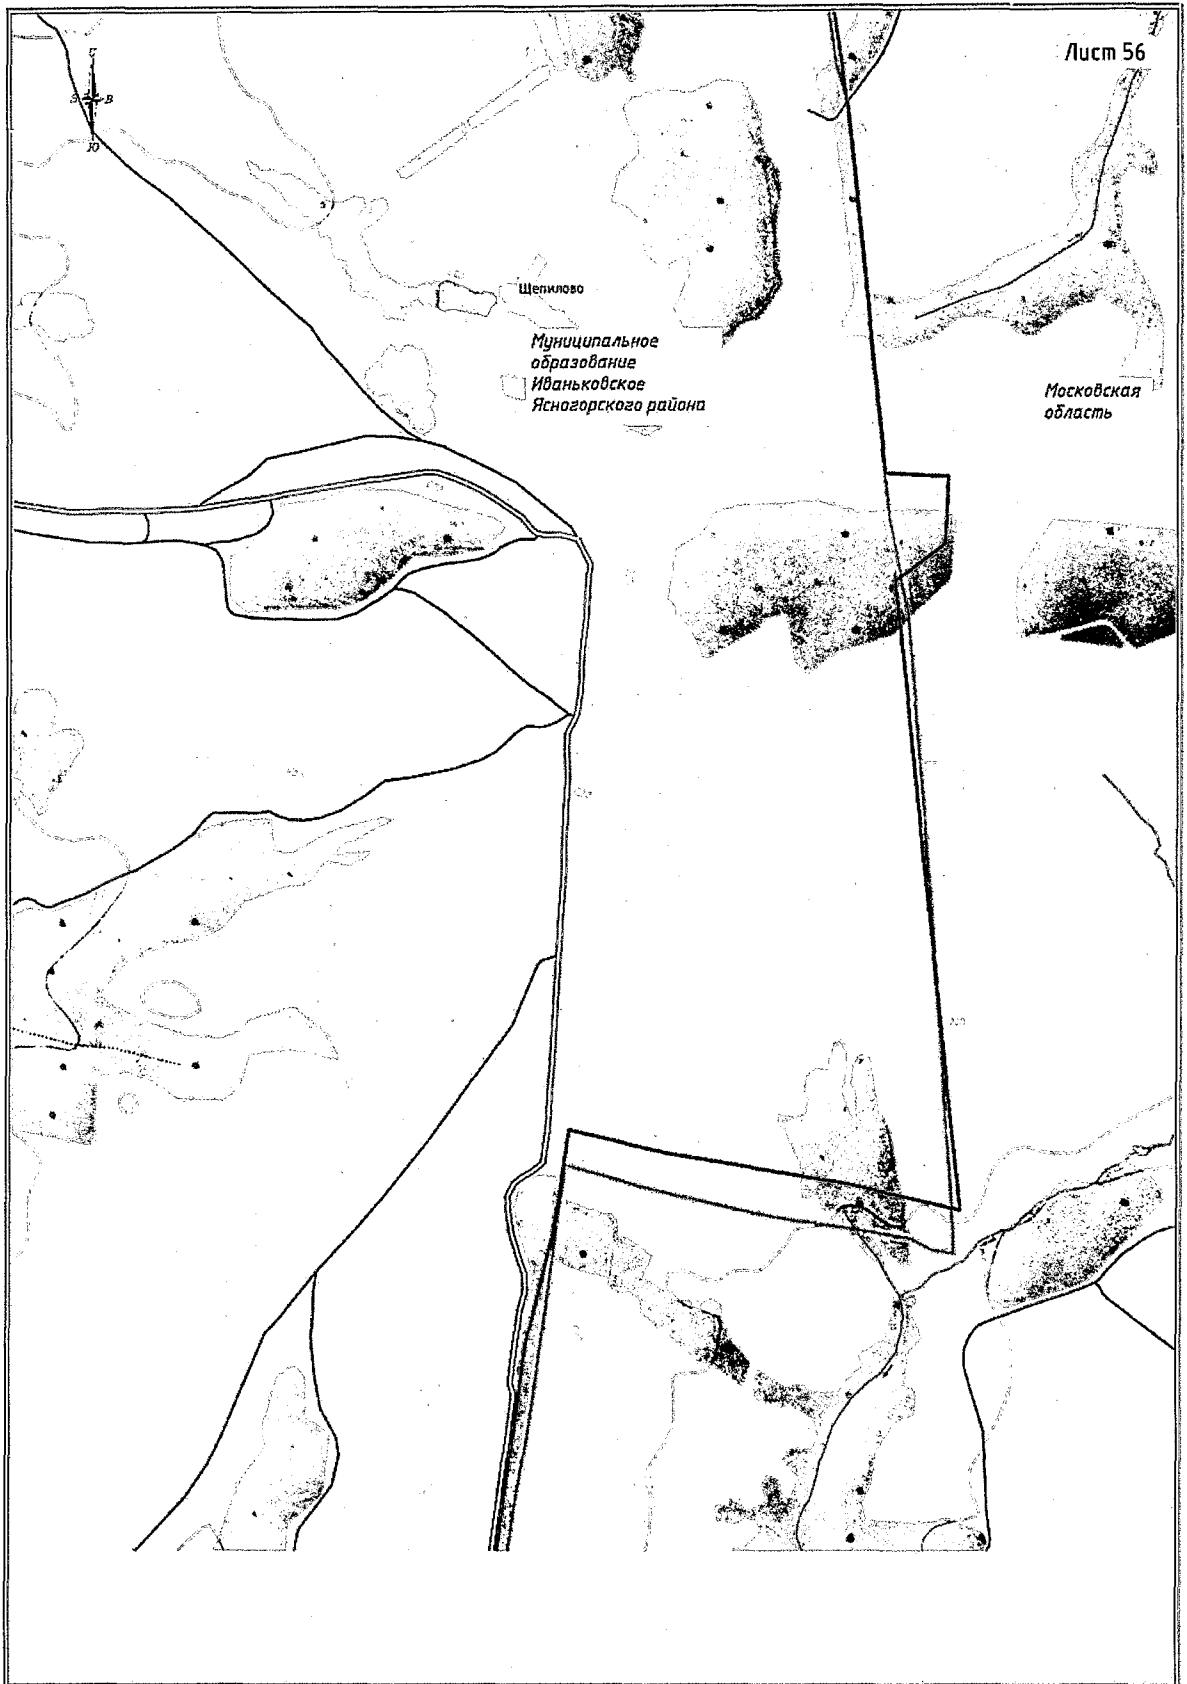 Лист 56
С
З В
Ю
Щепилово
Муниципальное
образование
Иваньковское
Ясногорского района
Московская
область